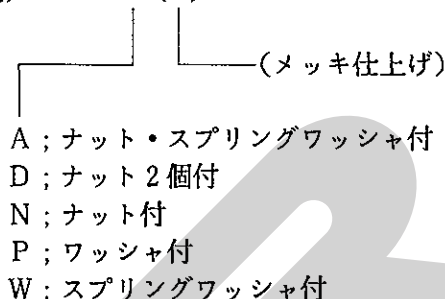 (メッキ仕上げ)
A ; ナット・スプリングワッシャ付
D ; ナット2個付
N ; ナット付
P ; ワッシャ付
W : スプリングワッシャ付